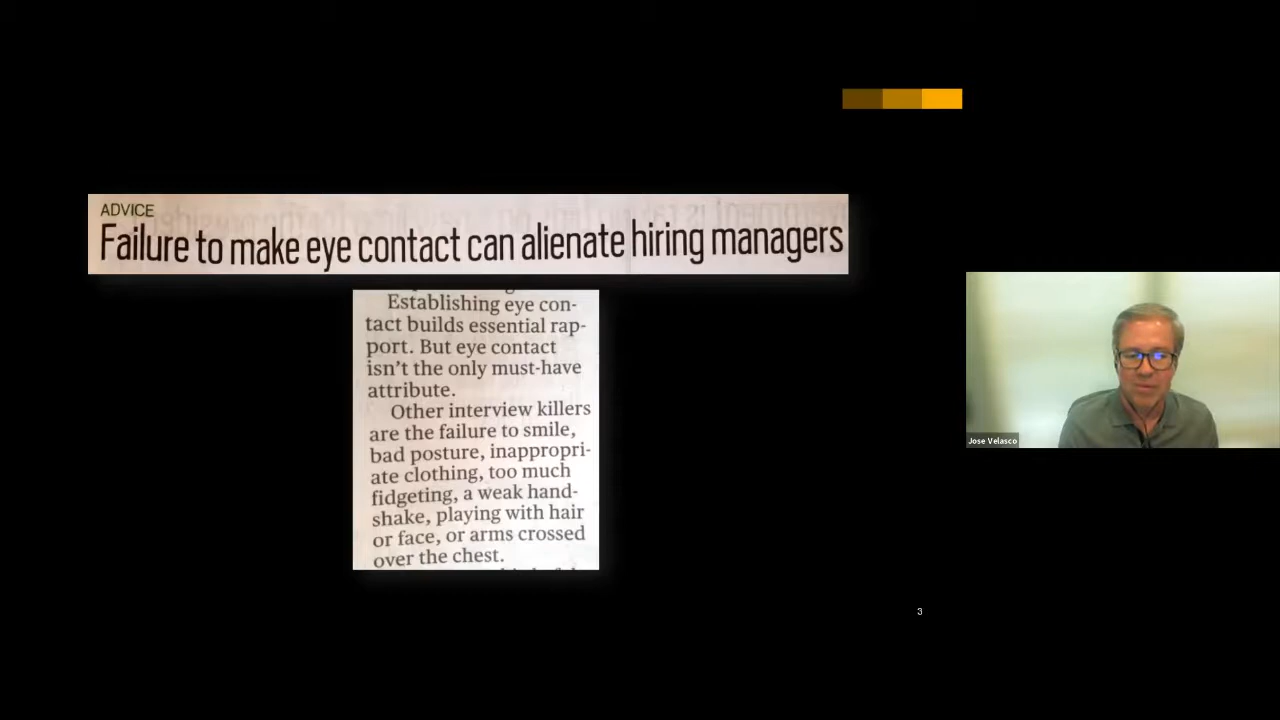 ADVICE
Failure to make eye contact can alienate hiring managers
Establishing eye con-
tact builds essential rap-
port. But eye contact
isn't the only must-have
attribute.
Other interview killers
are the failure to smile,
bad posture, inappropri-
ate clothing, too much
fidgeting, a weak hand-
shake, playing with hair
or face, or arms crossed
over the chest.
Jose Velasco
3